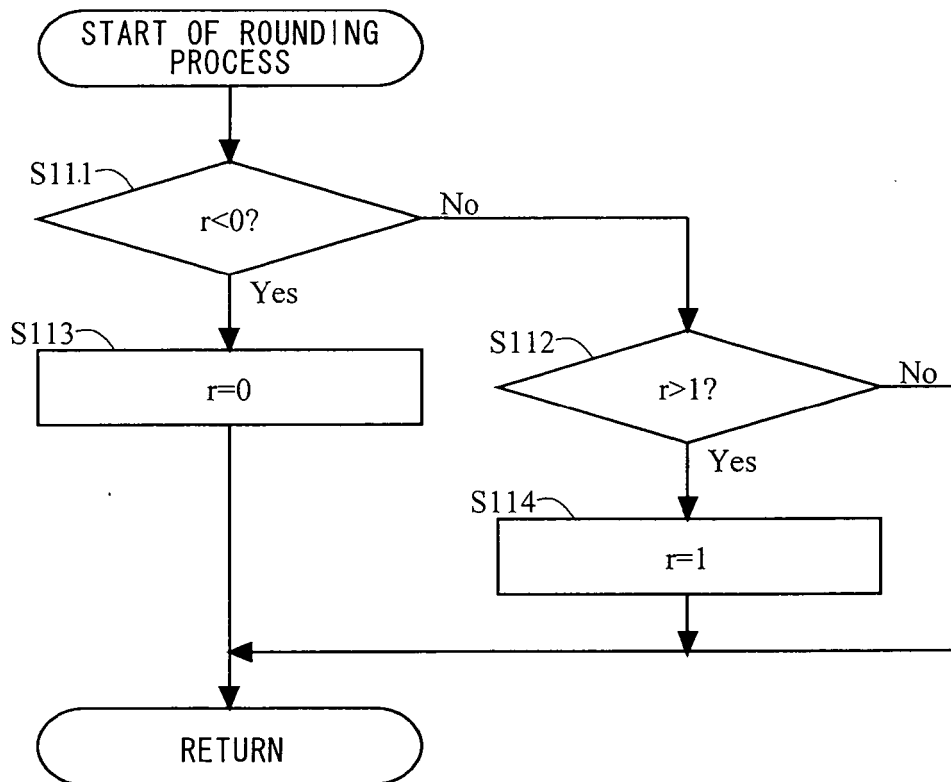 START OF ROUNDING
PROCESS
S111
r<0?
No
Yes
S113
r=0
S112
r>1?
No
Yes
S114
r=1
RETURN